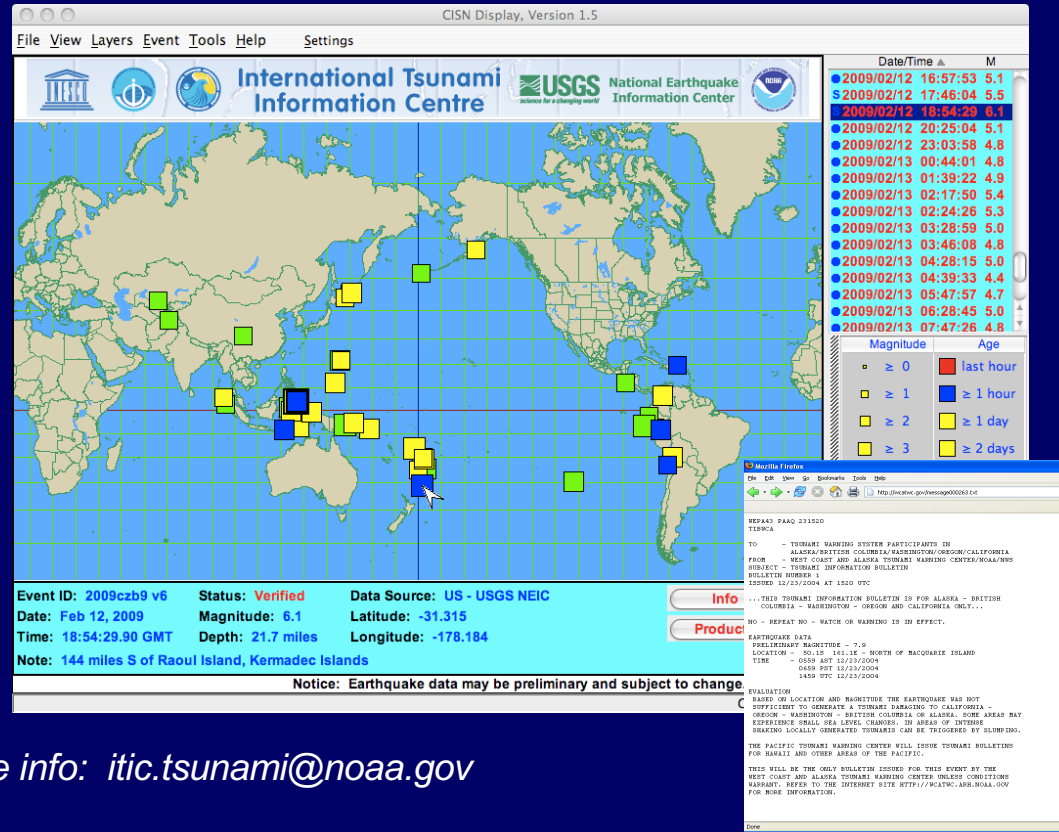 CISN Display, Version 1.5
File View Layers Event Tools Help Settings
International Tsunami
Information Centre
USGS
science for a changing world
National Earthquake
Information Center
NOAA
Date/Time M
2009/02/12 16:57:53 5.1
S 2009/02/12 17:46:04 5.5
S 2009/02/12 18:54:29 6.1
2009/02/12 20:25:04 5.1
2009/02/12 23:03:58 4.8
2009/02/13 00:44:01 4.8
2009/02/13 01:39:22 4.9
2009/02/13 02:17:50 5.4
2009/02/13 02:24:26 5.3
2009/02/13 03:28:59 5.0
2009/02/13 03:46:08 4.8
2009/02/13 04:28:15 5.0
2009/02/13 04:39:33 4.4
2009/02/13 05:47:57 4.7
2009/02/13 06:28:45 5.0
2009/02/13 07:47:26 4.8
Magnitude Age
≥ 0 last hour
≥ 1 ≥ 1 hour
≥ 2 ≥ 1 day
≥ 3 ≥ 2 days
Event ID: 2009czb9 v6 Status: Verified Data Source: US - USGS NEIC
Date: Feb 12, 2009 Magnitude: 6.1 Latitude: -31.315
Time: 18:54:29.90 GMT Depth: 21.7 miles Longitude: -178.184
Note: 144 miles S of Raoul Island, Kermadec Islands
Info
Product
Notice: Earthquake data may be preliminary and subject to change.
e info: itic.tsunami@noaa.gov
Mozilla Firefox
File Edit View Go Bookmarks Tools Help
http://wcatwc.gov/message000263.txt
WEPA43 PAAQ 231520
TIBWCA
TO - TSUNAMI WARNING SYSTEM PARTICIPANTS IN
ALASKA/BRITISH COLUMBIA/WASHINGTON/OREGON/CALIFORNIA
FROM - WEST COAST AND ALASKA TSUNAMI WARNING CENTER/NOAA/NWS
SUBJECT - TSUNAMI INFORMATION BULLETIN
BULLETIN NUMBER 1
ISSUED 12/23/2004 AT 1520 UTC
...THIS TSUNAMI INFORMATION BULLETIN IS FOR ALASKA - BRITISH
COLUMBIA - WASHINGTON - OREGON AND CALIFORNIA ONLY...
NO - REPEAT NO - WATCH OR WARNING IS IN EFFECT.
EARTHQUAKE DATA
PRELIMINARY MAGNITUDE - 7.9
LOCATION - 50.1S 161.1E - NORTH OF MACQUARIE ISLAND
TIME - 0559 AST 12/23/2004
0659 PST 12/23/2004
1459 UTC 12/23/2004
EVALUATION
BASED ON LOCATION AND MAGNITUDE THE EARTHQUAKE WAS NOT
SUFFICIENT TO GENERATE A TSUNAMI DAMAGING TO CALIFORNIA -
OREGON - WASHINGTON - BRITISH COLUMBIA OR ALASKA. SOME AREAS MAY
EXPERIENCE SMALL SEA LEVEL CHANGES. IN AREAS OF INTENSE
SHAKING LOCALLY GENERATED TSUNAMIS CAN BE TRIGGERED BY SLUMPING.
THE PACIFIC TSUNAMI WARNING CENTER WILL ISSUE TSUNAMI BULLETINS
FOR HAWAII AND OTHER AREAS OF THE PACIFIC.
THIS WILL BE THE ONLY BULLETIN ISSUED FOR THIS EVENT BY THE
WEST COAST AND ALASKA TSUNAMI WARNING CENTER UNLESS CONDITIONS
WARRANT. REFER TO THE INTERNET SITE HTTP://WCATWC.ARH.NOAA.GOV
FOR MORE INFORMATION.
Done